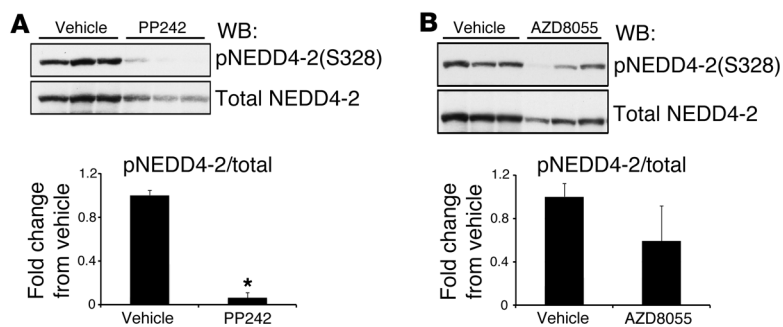 A
Vehicle PP242 WB:
pNEDD4-2(S328)
Total NEDD4-2
pNEDD4-2/total
Fold change
from vehicle
1.2
0.8
0.4
0
*
Vehicle PP242
B
Vehicle AZD8055 WB:
pNEDD4-2(S328)
Total NEDD4-2
pNEDD4-2/total
Fold change
from vehicle
1.2
0.8
0.4
0
Vehicle AZD8055